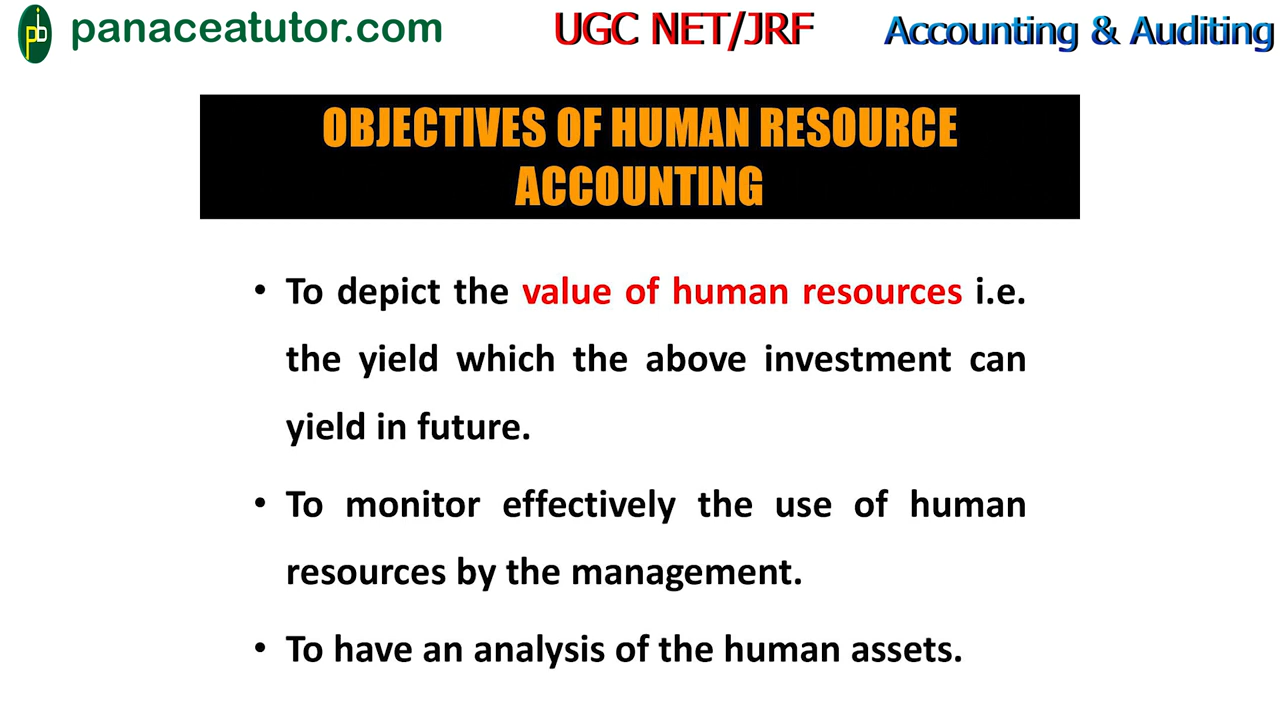 panaceatutor.com UGC NET/JRF Accounting & Auditing
OBJECTIVES OF HUMAN RESOURCE
ACCOUNTING
• To depict the value of human resources i.e.
the yield which the above investment can
yield in future.
• To monitor effectively the use of human
resources by the management.
• To have an analysis of the human assets.